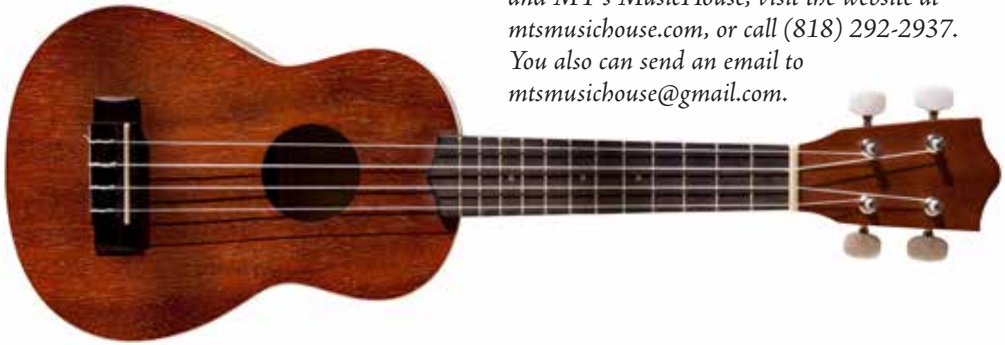 and MT's MusicHouse, visit the website at
mtsmusichouse.com, or call (818) 292-2937.
You also can send an email to
mtsmusichouse@gmail.com.